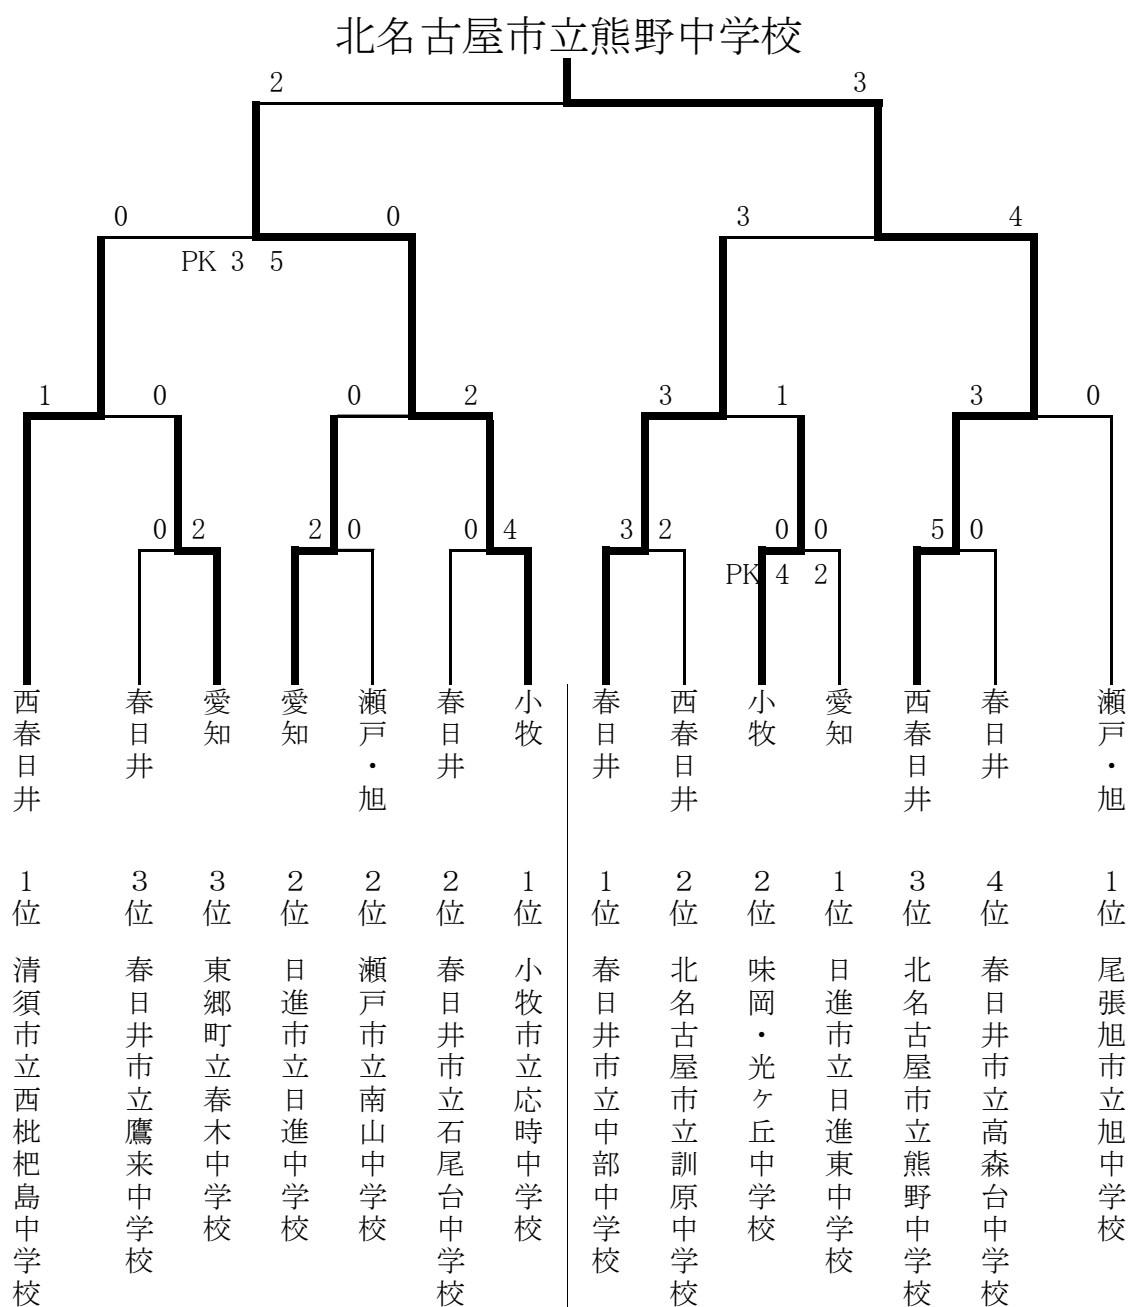 北名古屋市立熊野中学校
2 3
0 0 3 4
PK 3 5
1 0 0 2 3 1 3 0
0 2 2 0 0 4 3 2 0 0 5 0
PK 4 2
西春日井 1位 清須市立西枇杷島中学校
春日井 3位 春日井市立鷹来中学校
愛知 3位 東郷町立春木中学校
愛知 2位 日進市立日進中学校
瀬戸・旭 2位 瀬戸市立南山中学校
春日井 2位 春日井市立石尾台中学校
小牧 1位 小牧市立応時中学校
春日井 1位 春日井市立中部中学校
西春日井 2位 北名古屋市立訓原中学校
小牧 2位 味岡・光ケ丘中学校
愛知 1位 日進市立日進東中学校
西春日井 3位 北名古屋市立熊野中学校
春日井 4位 春日井市立高森台中学校
瀬戸・旭 1位 尾張旭市立旭中学校